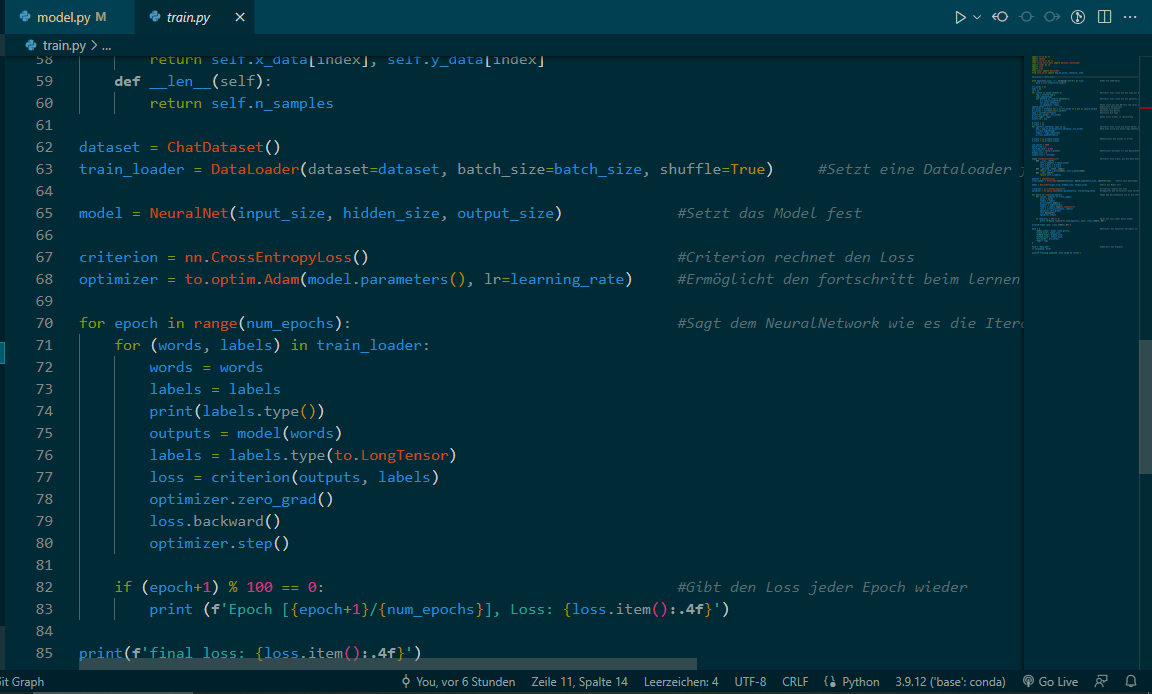 model.py M
train.py
train.py > ...
58 return self.x_data[index], self.y_data[index]
59 def __len__(self):
60 return self.n_samples
61
62 dataset = ChatDataset()
63 train_loader = DataLoader(dataset=dataset, batch_size=batch_size, shuffle=True) #Setzt eine Dataloader
64
65 model = NeuralNet(input_size, hidden_size, output_size) #Setzt das Model fest
66
67 criterion = nn.CrossEntropyLoss() #Criterion rechnet den Loss
68 optimizer = to.optim.Adam(model.parameters(), lr=learning_rate) #Ermöglicht den fortschritt beim lernen
69
70 for epoch in range(num_epochs): #Sagt dem NeuralNetwork wie es die
71 for (words, labels) in train_loader:
72 words = words
73 labels = labels
74 print(labels.type())
75 outputs = model(words)
76 labels = labels.type(to.LongTensor)
77 loss = criterion(outputs, labels)
78 optimizer.zero_grad()
79 loss.backward()
80 optimizer.step()
81
82 if (epoch+1) % 100 == 0: #Gibt den Loss jeder Epoch wieder
83 print (f'Epoch [{epoch+1}/{num_epochs}], Loss: {loss.item():.4f}')
84
85 print(f'final loss: {loss.item():.4f}')
Graph You, vor 6 Stunden Zeile 11, Spalte 14 Leerzeichen: 4 UTF-8 CRLF Python 3.9.12 ('base': conda) Go Live